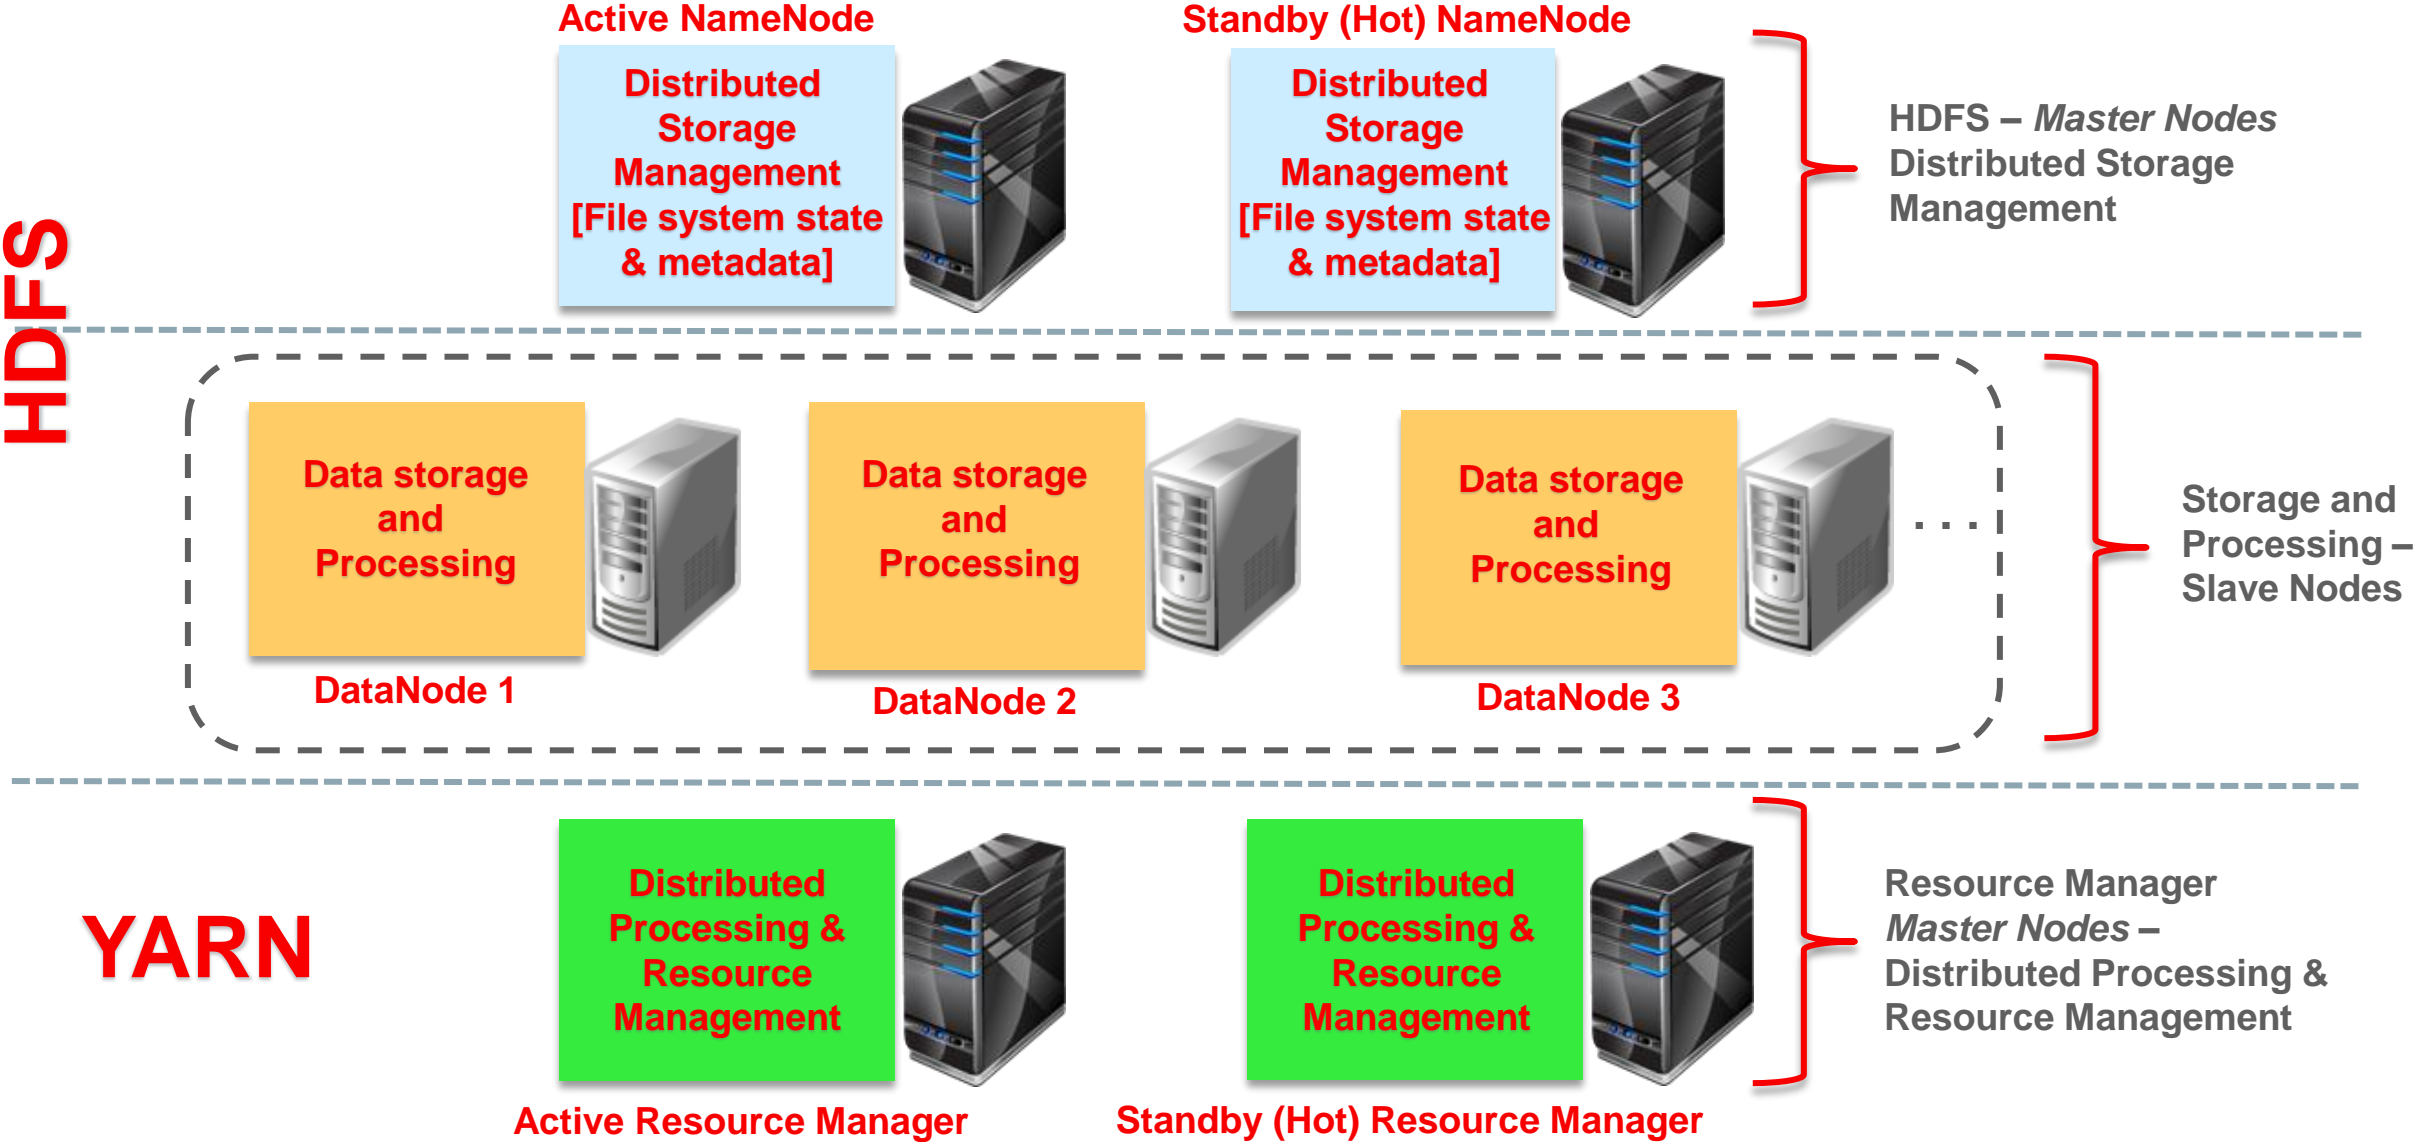 Active NameNode
Standby (Hot) NameNode
Distributed
Storage
Management
[File system state
& metadata]
Distributed
Storage
Management
[File system state
& metadata]
HDFS – Master Nodes
Distributed Storage
Management
HDFS
Data storage
and
Processing
DataNode 1
Data storage
and
Processing
DataNode 2
Data storage
and
Processing
DataNode 3
. . .
Storage and
Processing –
Slave Nodes
YARN
Distributed
Processing &
Resource
Management
Active Resource Manager
Distributed
Processing &
Resource
Management
Standby (Hot) Resource Manager
Resource Manager
Master Nodes –
Distributed Processing &
Resource Management